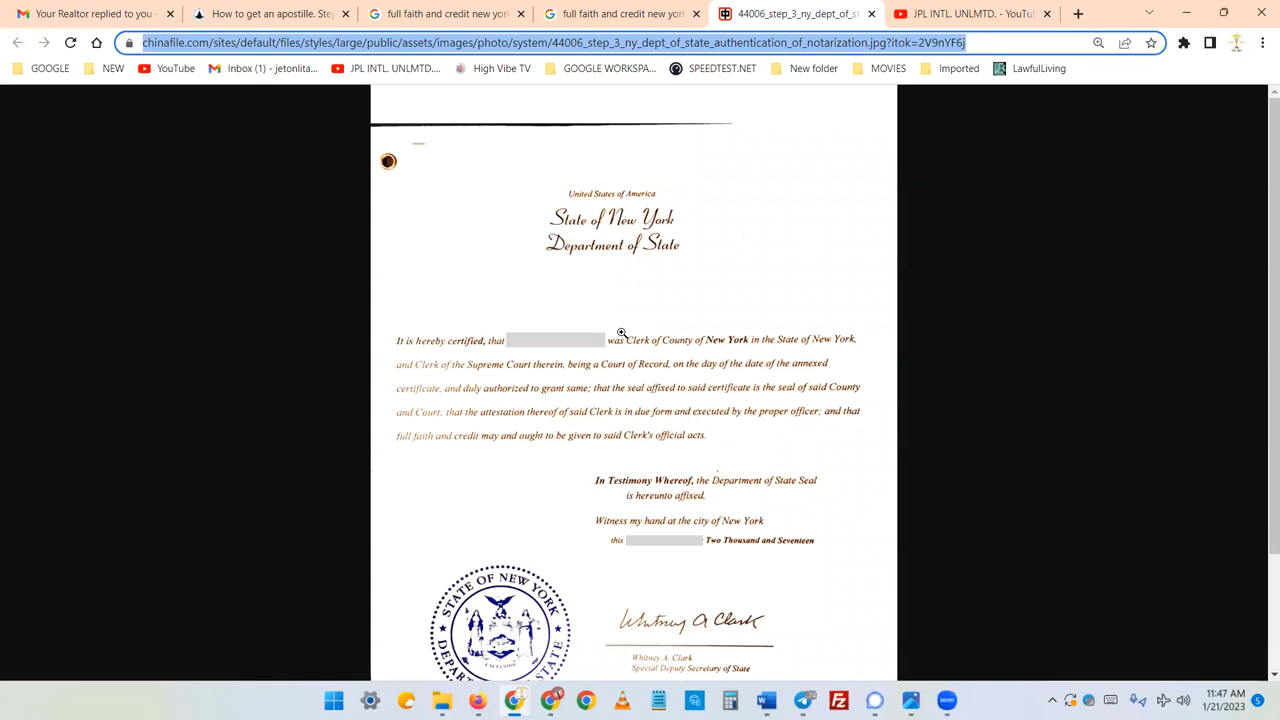 Your Realtor replied to you -
How to get an apostille. Step
full faith and credit new york c
full faith and credit new york c
44006_step_3_ny_dept_of_st
JPL INTL. UNLMTD. - YouTu
chinafile.com/sites/default/files/styles/large/public/assets/images/photo/system/44006_step_3_ny_dept_of_state_authentication_of_notarization.jpg?itok=2V9nYF6j
GOOGLE
NEW
YouTube
Inbox (1) - jetonlita...
JPL INTL. UNLMTD....
High Vibe TV
GOOGLE WORKSPA...
SPEEDTEST.NET
New folder
MOVIES
Imported
LawfulLiving
United States of America
State of New York
Department of State
It is hereby certified, that was Clerk of County of New York in the State of New York,
and Clerk of the Supreme Court therein, being a Court of Record, on the day of the date of the annexed
certificate, and duly authorized to grant same; that the seal affixed to said certificate is the seal of said County
and Court; that the attestation thereof of said Clerk is in due form and executed by the proper officer; and that
full faith and credit may and ought to be given to said Clerk's official acts.
In Testimony Whereof, the Department of State Seal
is hereunto affixed.
Witness my hand at the city of New York
this Two Thousand and Seventeen
STATE OF NEW YORK
EXCELSIOR
Whitney A Clark
Whitney A. Clark
Special Deputy Secretary of State
zoom
11:47 AM
1/21/2023
5